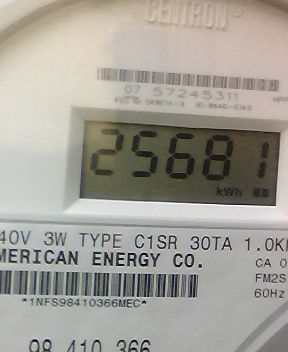 CENTRON®
07 57245311
25681
kWh
40V 3W TYPE C1SR 30TA 1.0K
MERICAN ENERGY CO.
CA 0
FM2S
60Hz
*1NFS98410366MEC*
98 410 366